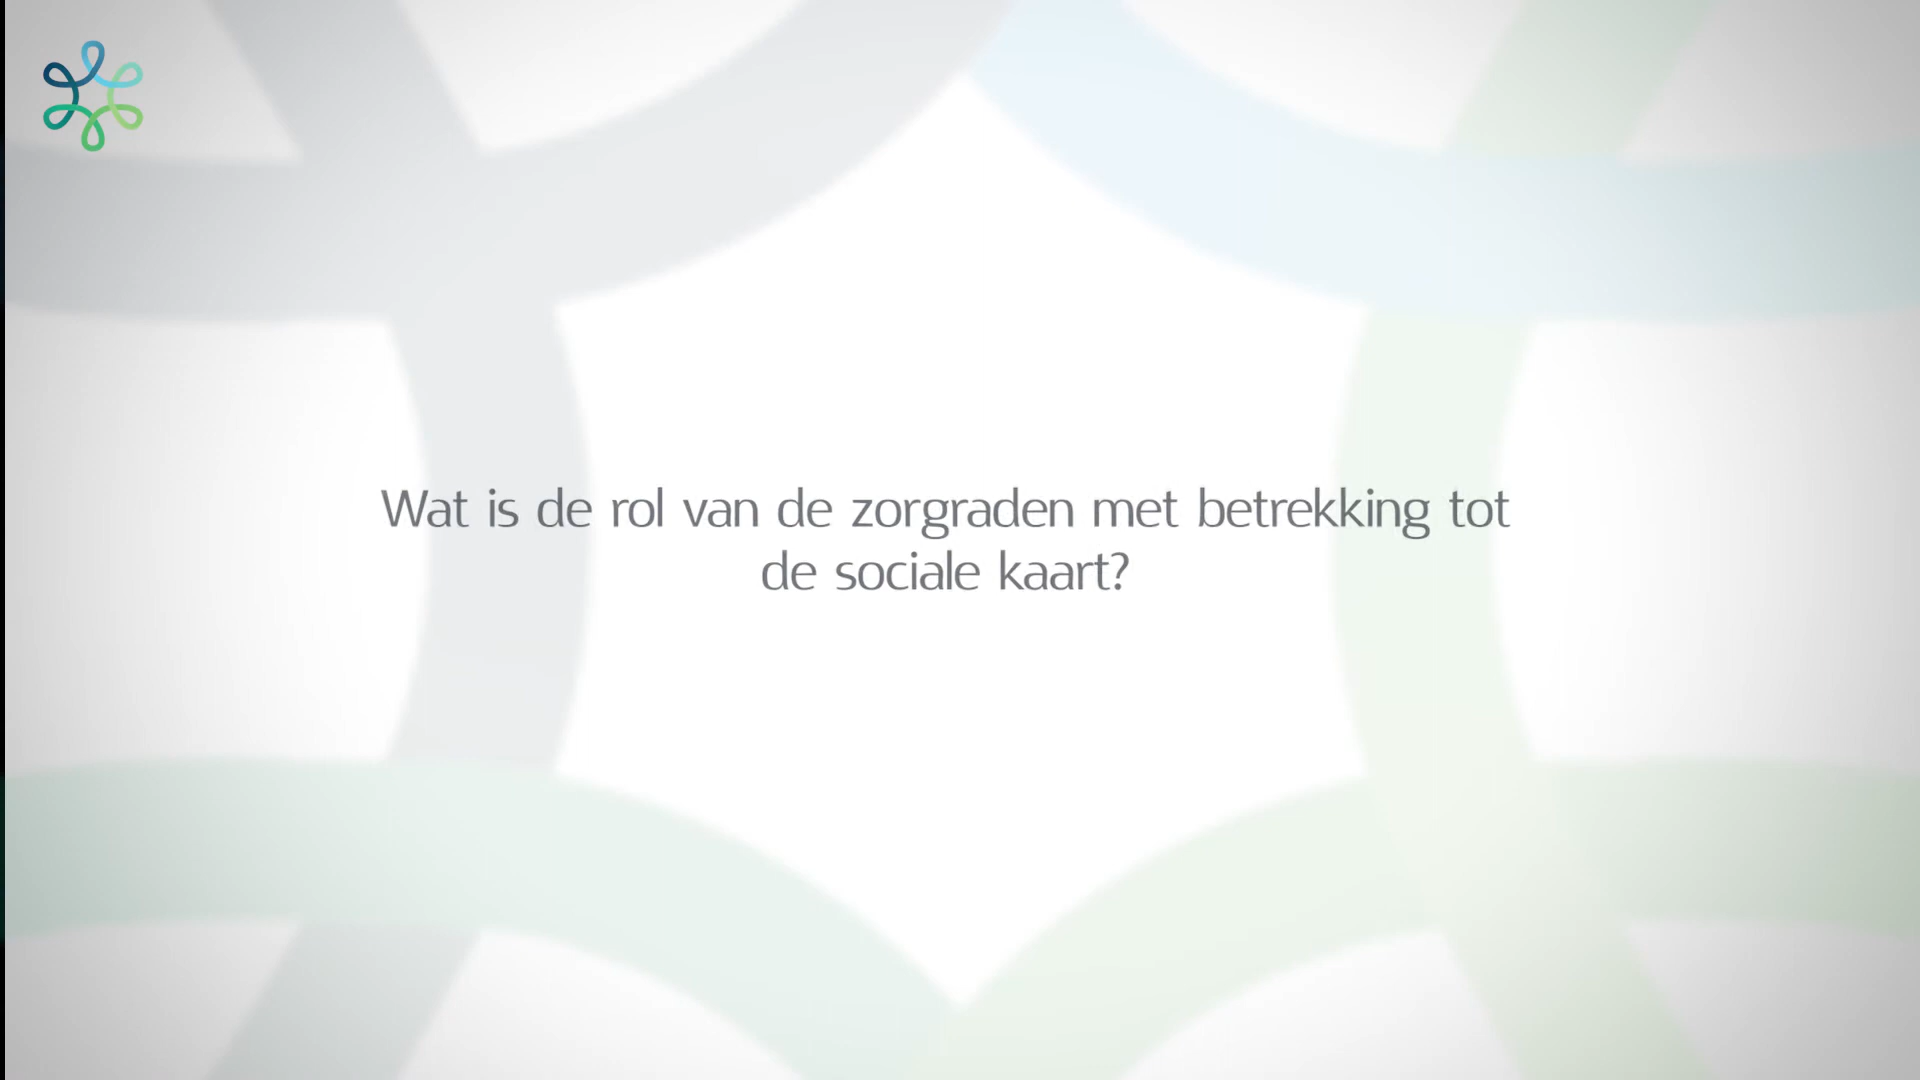 Wat is de rol van de zorgraden met betrekking tot
de sociale kaart?